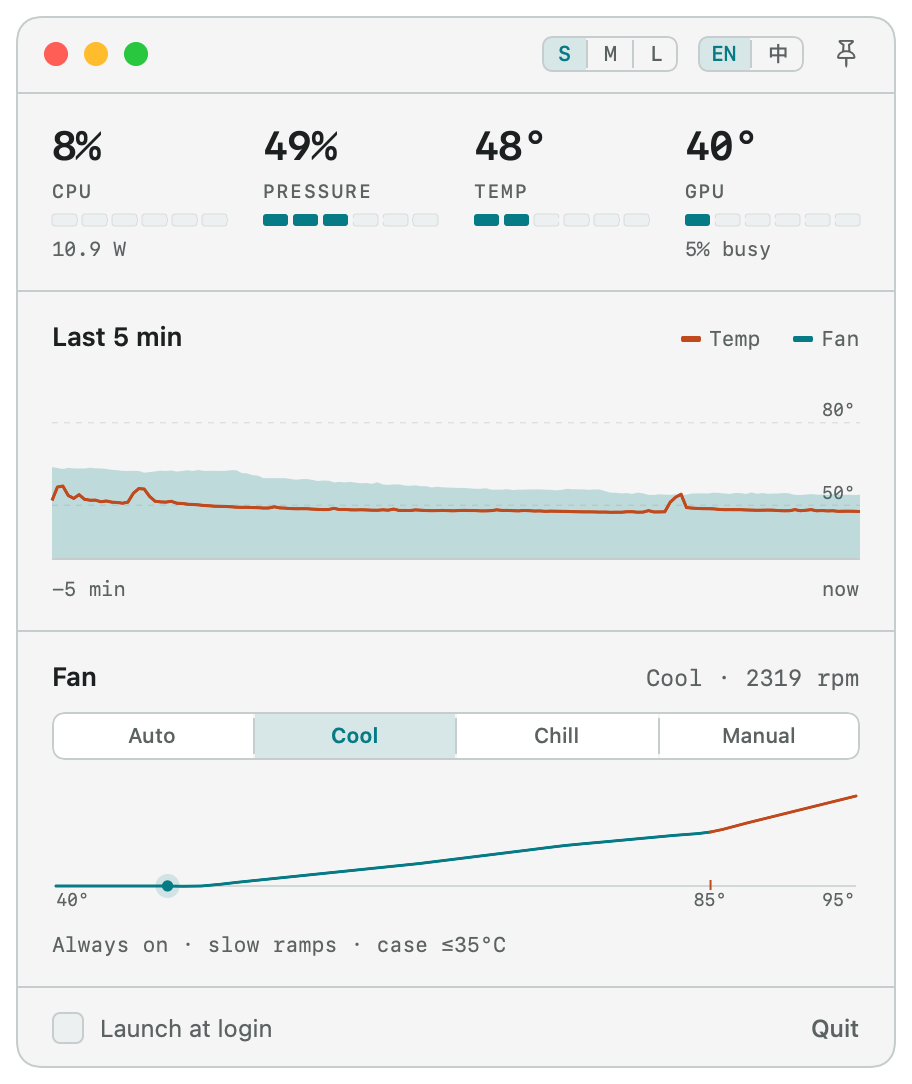 S M L EN 中
8% 49% 48° 40°
CPU PRESSURE TEMP GPU
10.9 W 5% busy
Last 5 min Temp Fan
80°
50°
−5 min now
Fan Cool · 2319 rpm
Auto Cool Chill Manual
40° 85° 95°
Always on · slow ramps · case ≤35°C
Launch at login Quit